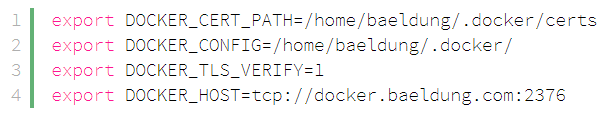 1 export DOCKER_CERT_PATH=/home/baeldung/.docker/certs
2 export DOCKER_CONFIG=/home/baeldung/.docker/
3 export DOCKER_TLS_VERIFY=1
4 export DOCKER_HOST=tcp://docker.baeldung.com:2376